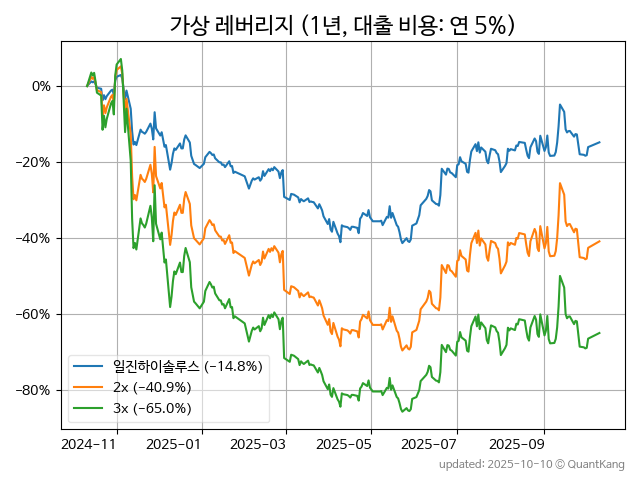 가상 레버리지 (1년, 대출 비용: 연 5%)
0%
−20%
−40%
−60%
−80%
일진하이솔루스 (−14.8%)
2x (−40.9%)
3x (−65.0%)
2024-11 2025-01 2025-03 2025-05 2025-07 2025-09
updated: 2025-10-10 © QuantKang